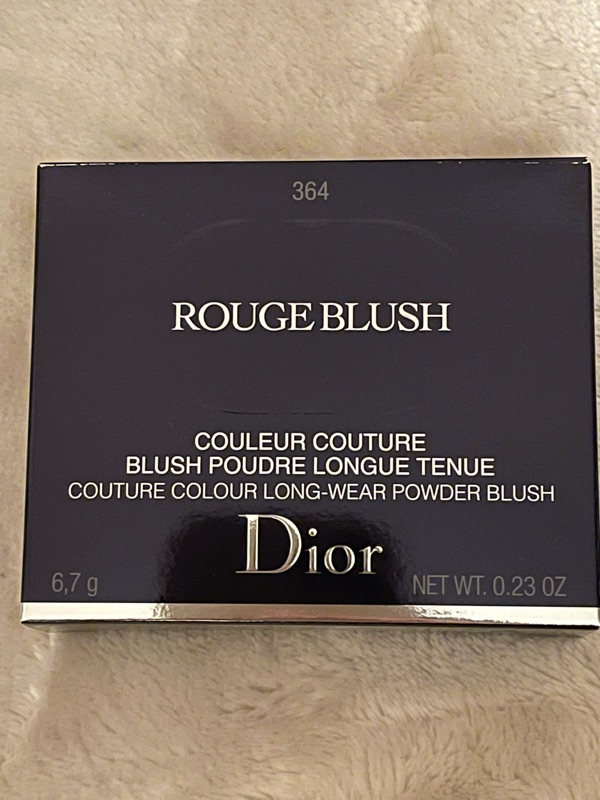 364
ROUGE BLUSH
COULEUR COUTURE
BLUSH POUDRE LONGUE TENUE
COUTURE COLOUR LONG-WEAR POWDER BLUSH
Dior
6,7 g NET WT. 0.23 OZ